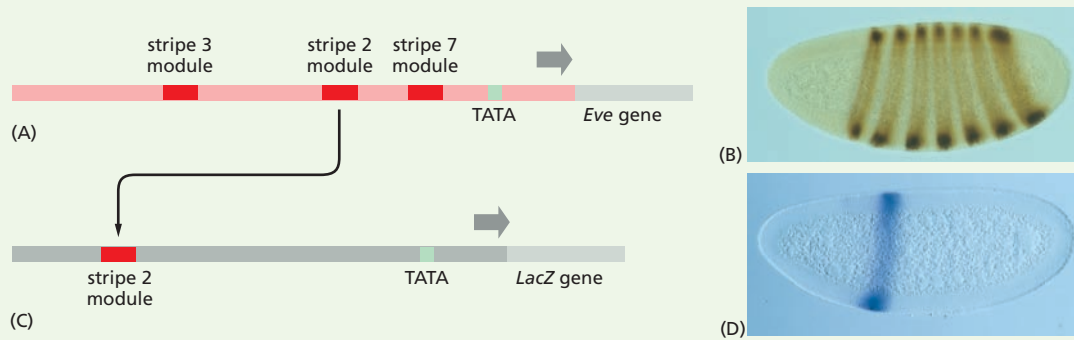 stripe 3
module
stripe 2
module
stripe 7
module
TATA
Eve gene
(A)
(B)
stripe 2
module
TATA
LacZ gene
(C)
(D)